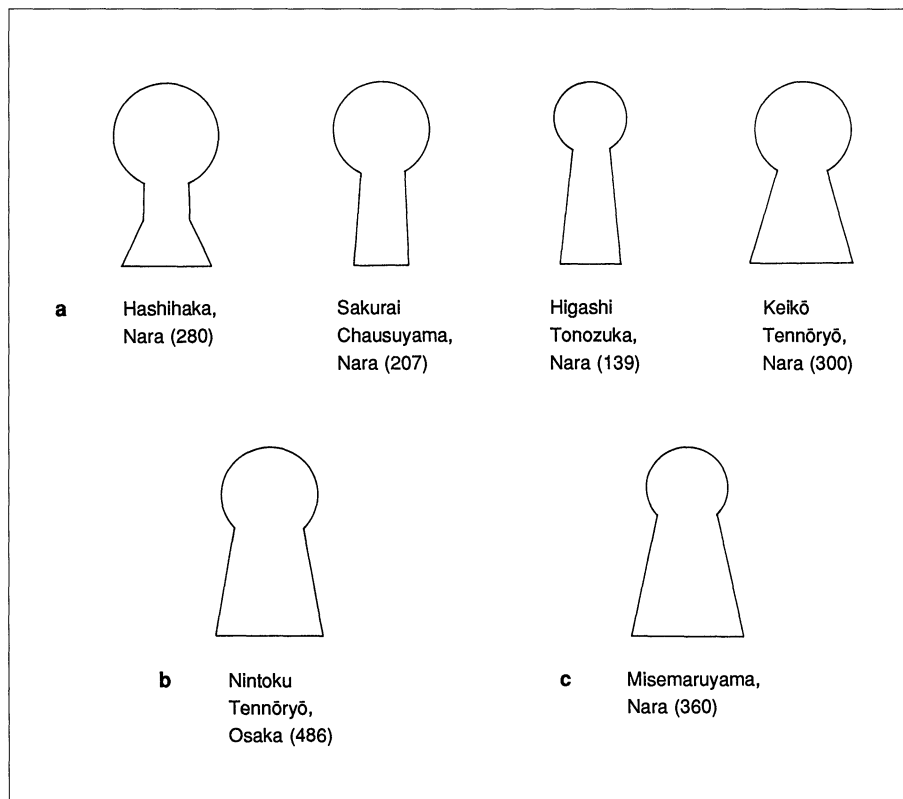 a
Hashihaka,
Nara (280)
Sakurai
Chausuyama,
Nara (207)
Higashi
Tonozuka,
Nara (139)
Keikō
Tennōryō,
Nara (300)
b
Nintoku
Tennōryō,
Osaka (486)
c
Misemaruyama,
Nara (360)